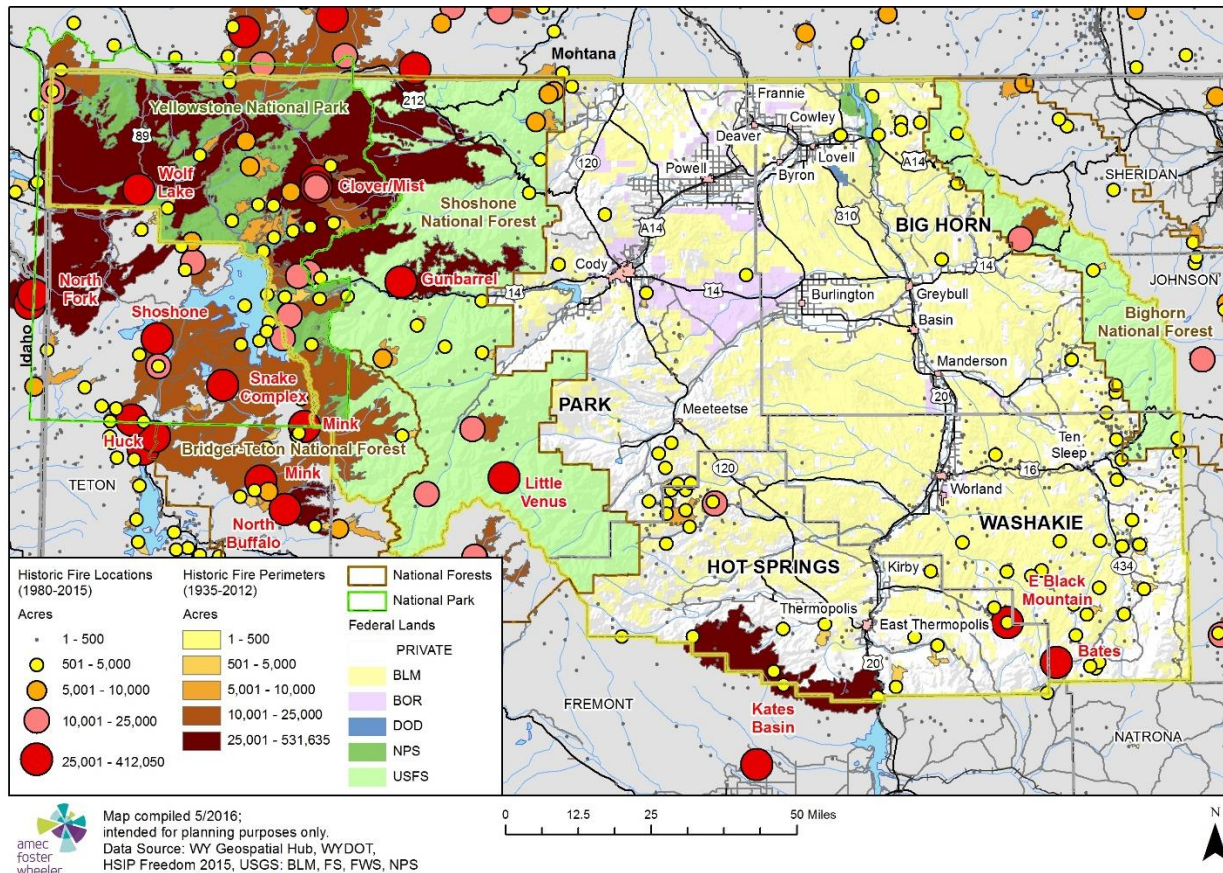 Montana
Yellowstone National Park
212
89
Frannie
Cowley
Deaver
Lovell
Byron
Powell
120
A14
310
Wolf
Lake
Clover/Mist
Shoshone
National Forest
A14
SHERIDAN
BIG HORN
North
Fork
Gunbarrel
Cody
14
14
14
JOHNSON
Burlington
Greybull
Basin
Bighorn
National Forest
Idaho
Shoshone
Snake
Complex
Manderson
20
PARK
Meeteetse
Mink
Huck
Bridger-Teton National Forest
Mink
TETON
Little
Venus
North
Buffalo
120
Ten
Sleep
16
Worland
WASHAKIE
HOT SPRINGS
Kirby
434
E Black
Mountain
Thermopolis
East Thermopolis
20
Bates
Kates
Basin
FREMONT
NATRONA
Historic Fire Locations
(1980-2015)
Acres
1 - 500
501 - 5,000
5,001 - 10,000
10,001 - 25,000
25,001 - 412,050
Historic Fire Perimeters
(1935-2012)
Acres
1 - 500
501 - 5,000
5,001 - 10,000
10,001 - 25,000
25,001 - 531,635
National Forests
National Park
Federal Lands
PRIVATE
BLM
BOR
DOD
NPS
USFS
amec
foster
wheeler
Map compiled 5/2016;
intended for planning purposes only.
Data Source: WY Geospatial Hub, WYDOT,
HSIP Freedom 2015, USGS: BLM, FS, FWS, NPS
0 12.5 25 50 Miles
N